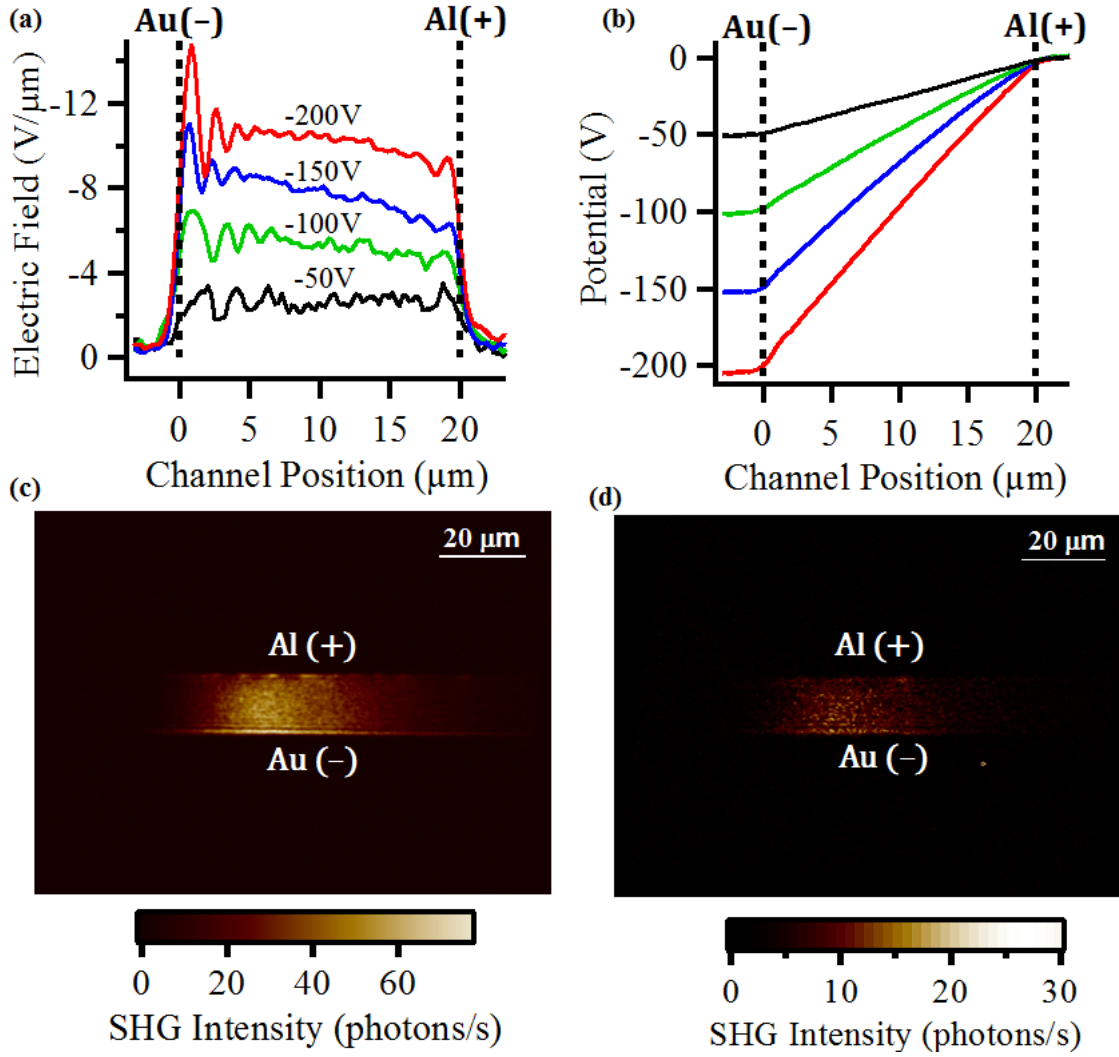 (a)
Au(−) Al(+)
Electric Field (V/μm)
-12
-8
-4
0
-200V
-150V
-100V
-50V
0 5 10 15 20
Channel Position (μm)
(b)
Au(−) Al(+)
Potential (V)
0
-50
-100
-150
-200
0 5 10 15 20
Channel Position (μm)
(c)
20 μm
Al (+)
Au (−)
0 20 40 60
SHG Intensity (photons/s)
(d)
20 μm
Al (+)
Au (−)
0 10 20 30
SHG Intensity (photons/s)